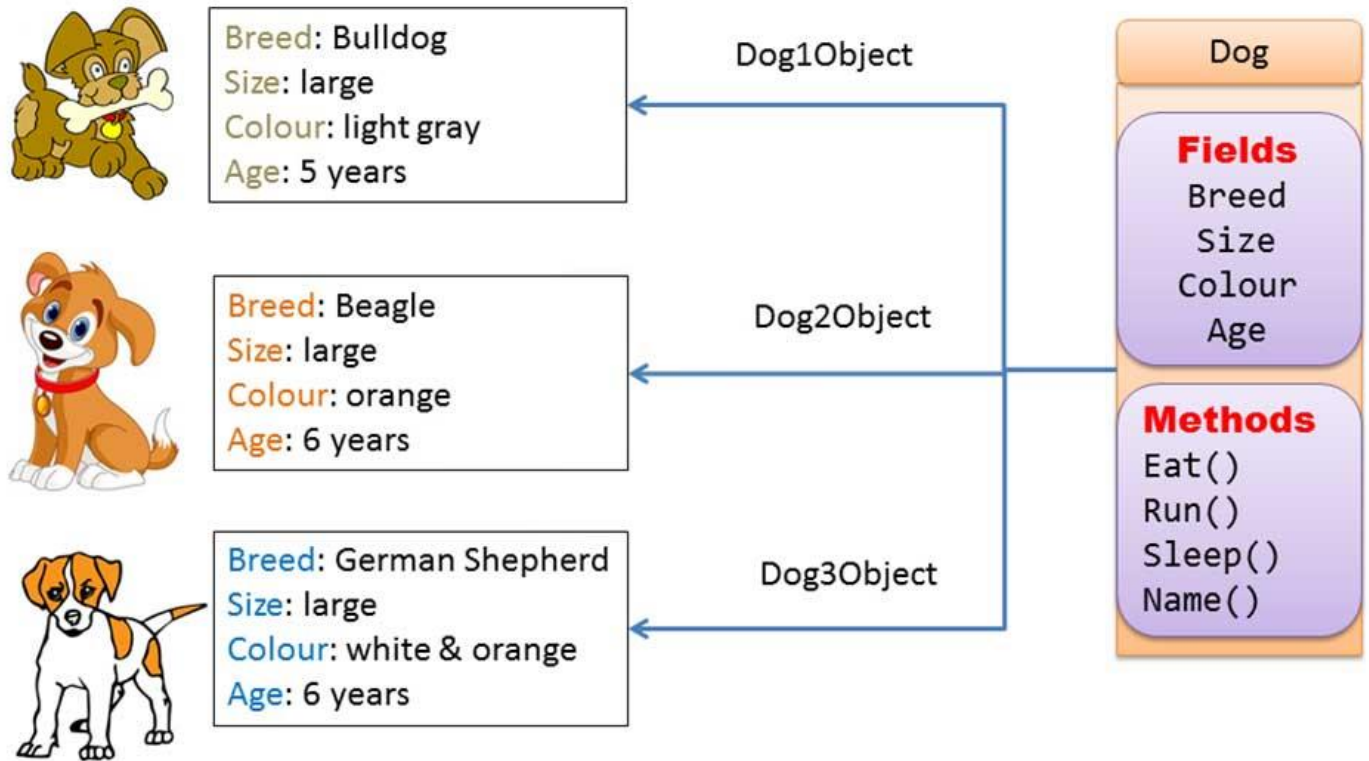 Breed: Bulldog
Size: large
Colour: light gray
Age: 5 years
Dog1Object
Breed: Beagle
Size: large
Colour: orange
Age: 6 years
Dog2Object
Breed: German Shepherd
Size: large
Colour: white & orange
Age: 6 years
Dog3Object
Dog
Fields
Breed
Size
Colour
Age
Methods
Eat()
Run()
Sleep()
Name()